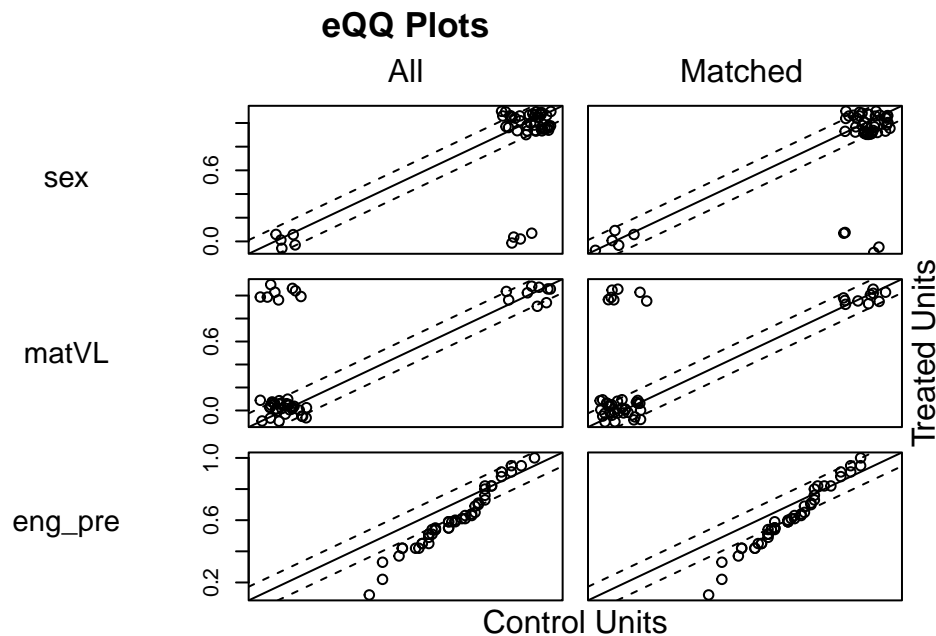 eQQ Plots
All Matched
sex
0.6
0.0
matVL
0.6
0.0
eng_pre
1.0
0.6
0.2
Control Units
Treated Units